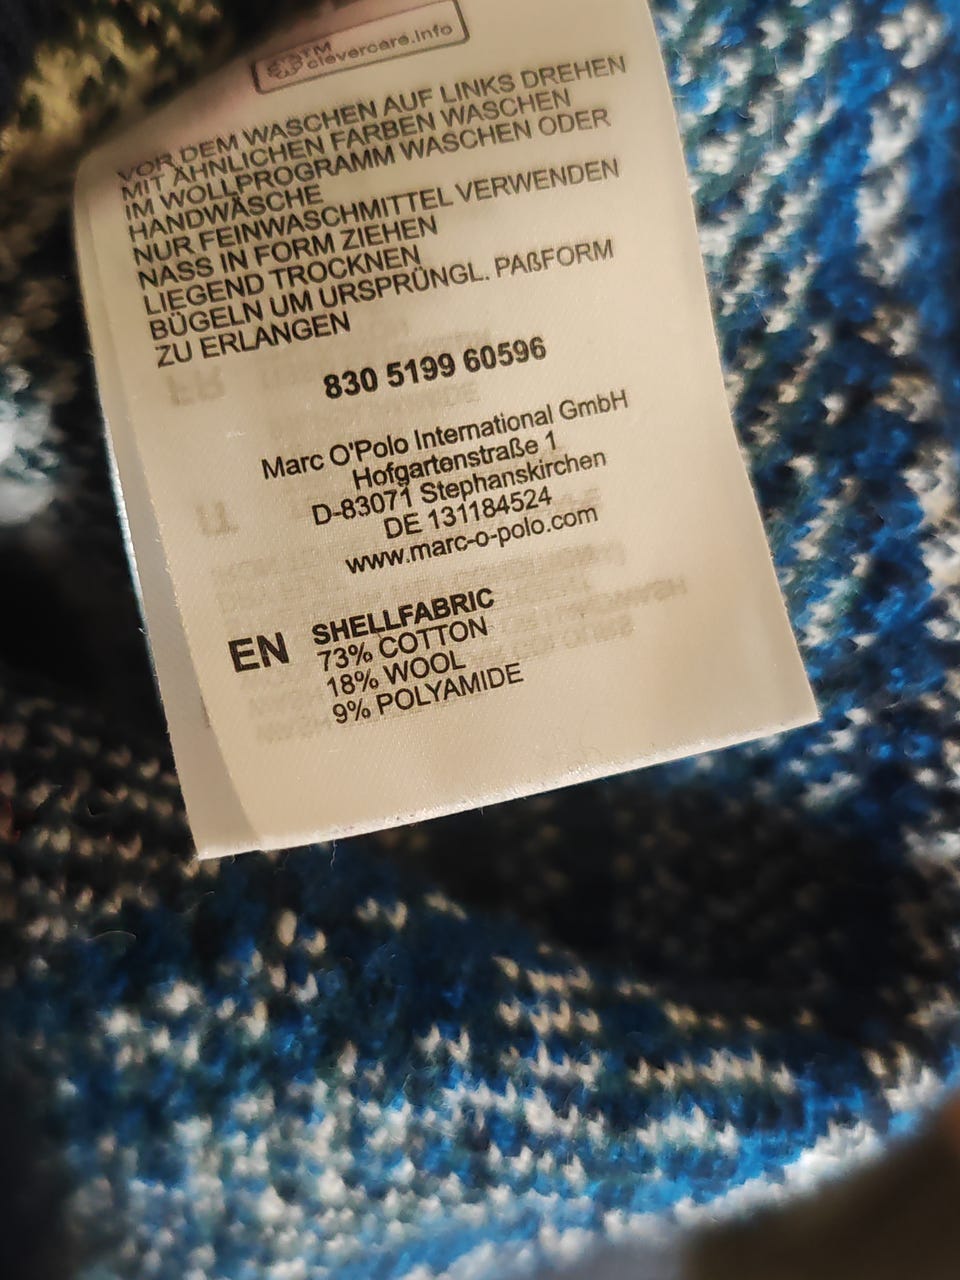 clevercare.info
VOR DEM WASCHEN AUF LINKS DREHEN
MIT ÄHNLICHEN FARBEN WASCHEN
IM WOLLPROGRAMM WASCHEN ODER
HANDWÄSCHE
NUR FEINWASCHMITTEL VERWENDEN
NASS IN FORM ZIEHEN
LIEGEND TROCKNEN
BÜGELN UM URSPRÜNGL. PAßFORM
ZU ERLANGEN
830 5199 60596
Marc O'Polo International GmbH
Hofgartenstraße 1
D-83071 Stephanskirchen
DE 131184524
www.marc-o-polo.com
EN SHELLFABRIC
73% COTTON
18% WOOL
9% POLYAMIDE